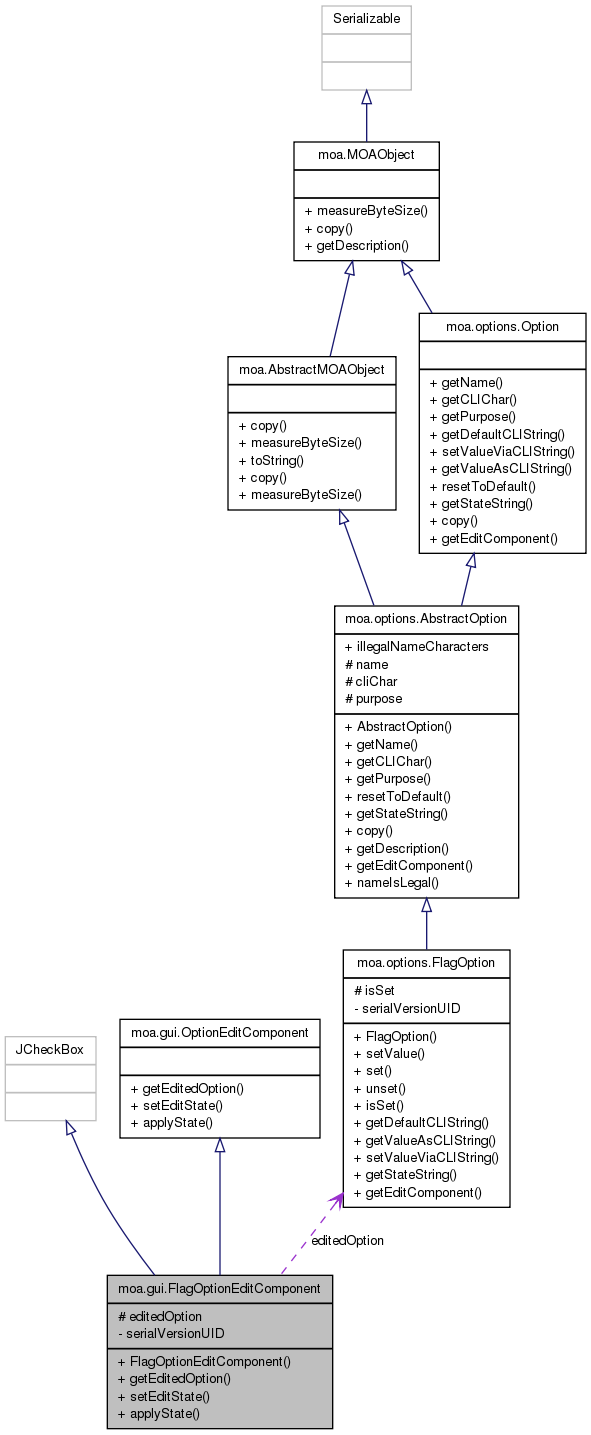 Serializable
moa.MOAObject
+ measureByteSize()
+ copy()
+ getDescription()
moa.options.Option
+ getName()
+ getCLIChar()
+ getPurpose()
+ getDefaultCLIString()
+ setValueViaCLIString()
+ getValueAsCLIString()
+ resetToDefault()
+ getStateString()
+ copy()
+ getEditComponent()
moa.AbstractMOAObject
+ copy()
+ measureByteSize()
+ toString()
+ copy()
+ measureByteSize()
moa.options.AbstractOption
+ illegalNameCharacters
# name
# cliChar
# purpose
+ AbstractOption()
+ getName()
+ getCLIChar()
+ getPurpose()
+ resetToDefault()
+ getStateString()
+ copy()
+ getDescription()
+ getEditComponent()
+ nameIsLegal()
moa.options.FlagOption
# isSet
- serialVersionUID
+ FlagOption()
+ setValue()
+ set()
+ unset()
+ isSet()
+ getDefaultCLIString()
+ getValueAsCLIString()
+ setValueViaCLIString()
+ getStateString()
+ getEditComponent()
moa.gui.OptionEditComponent
+ getEditedOption()
+ setEditState()
+ applyState()
JCheckBox
editedOption
moa.gui.FlagOptionEditComponent
# editedOption
- serialVersionUID
+ FlagOptionEditComponent()
+ getEditedOption()
+ setEditState()
+ applyState()